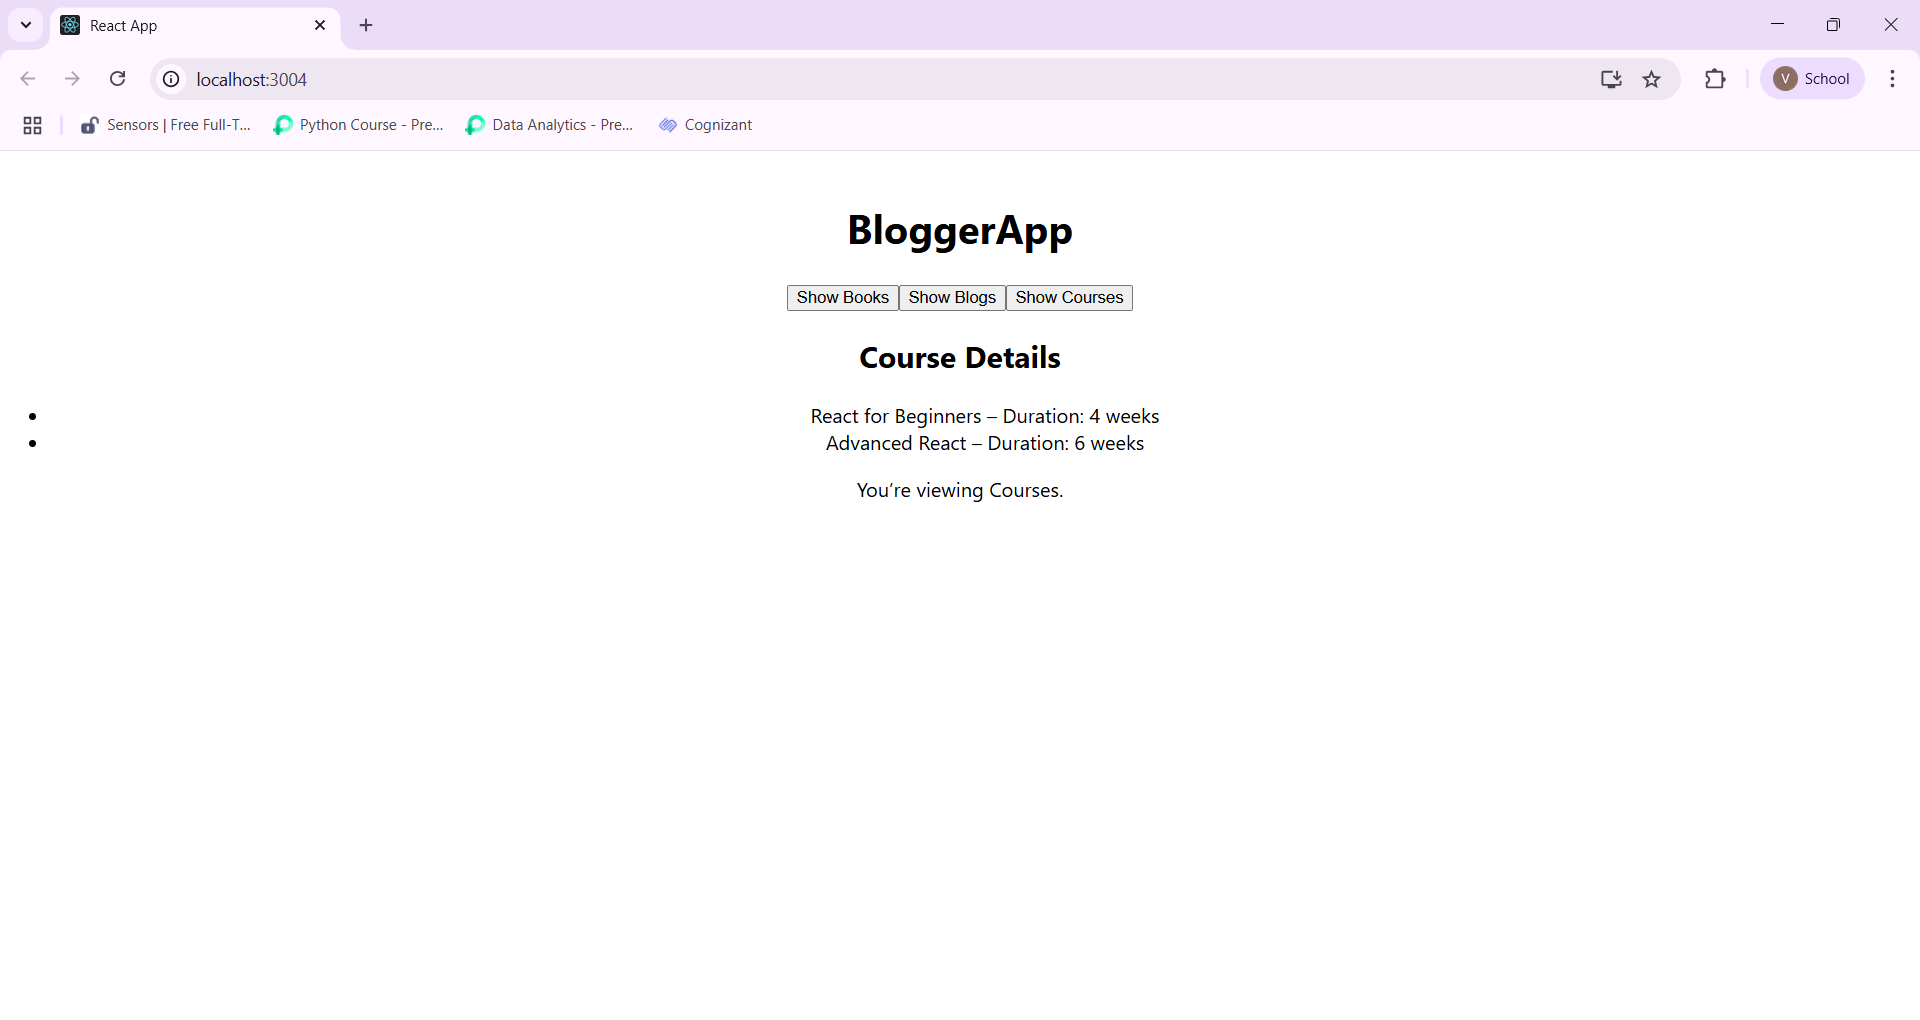 React App
localhost:3004
V School
Sensors | Free Full-T... Python Course - Pre... Data Analytics - Pre... Cognizant
BloggerApp
Show Books Show Blogs Show Courses
Course Details
• React for Beginners – Duration: 4 weeks
• Advanced React – Duration: 6 weeks
You’re viewing Courses.